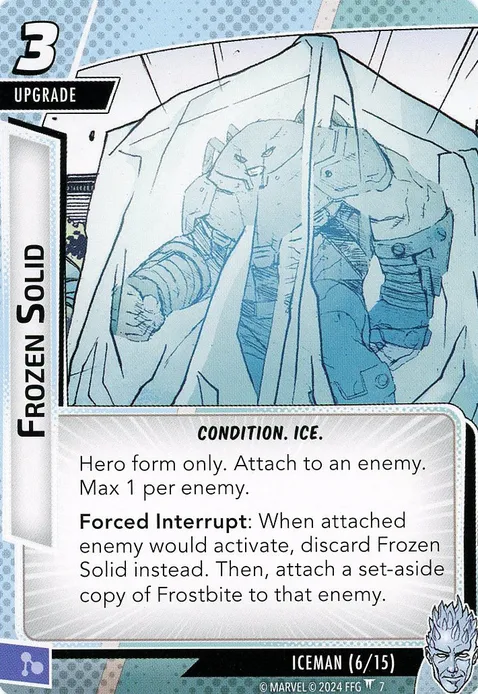 3
UPGRADE
FROZEN SOLID
CONDITION. ICE.
Hero form only. Attach to an enemy.
Max 1 per enemy.
Forced Interrupt: When attached
enemy would activate, discard Frozen
Solid instead. Then, attach a set-aside
copy of Frostbite to that enemy.
ICEMAN (6/15)
© MARVEL © 2024 FFG 7